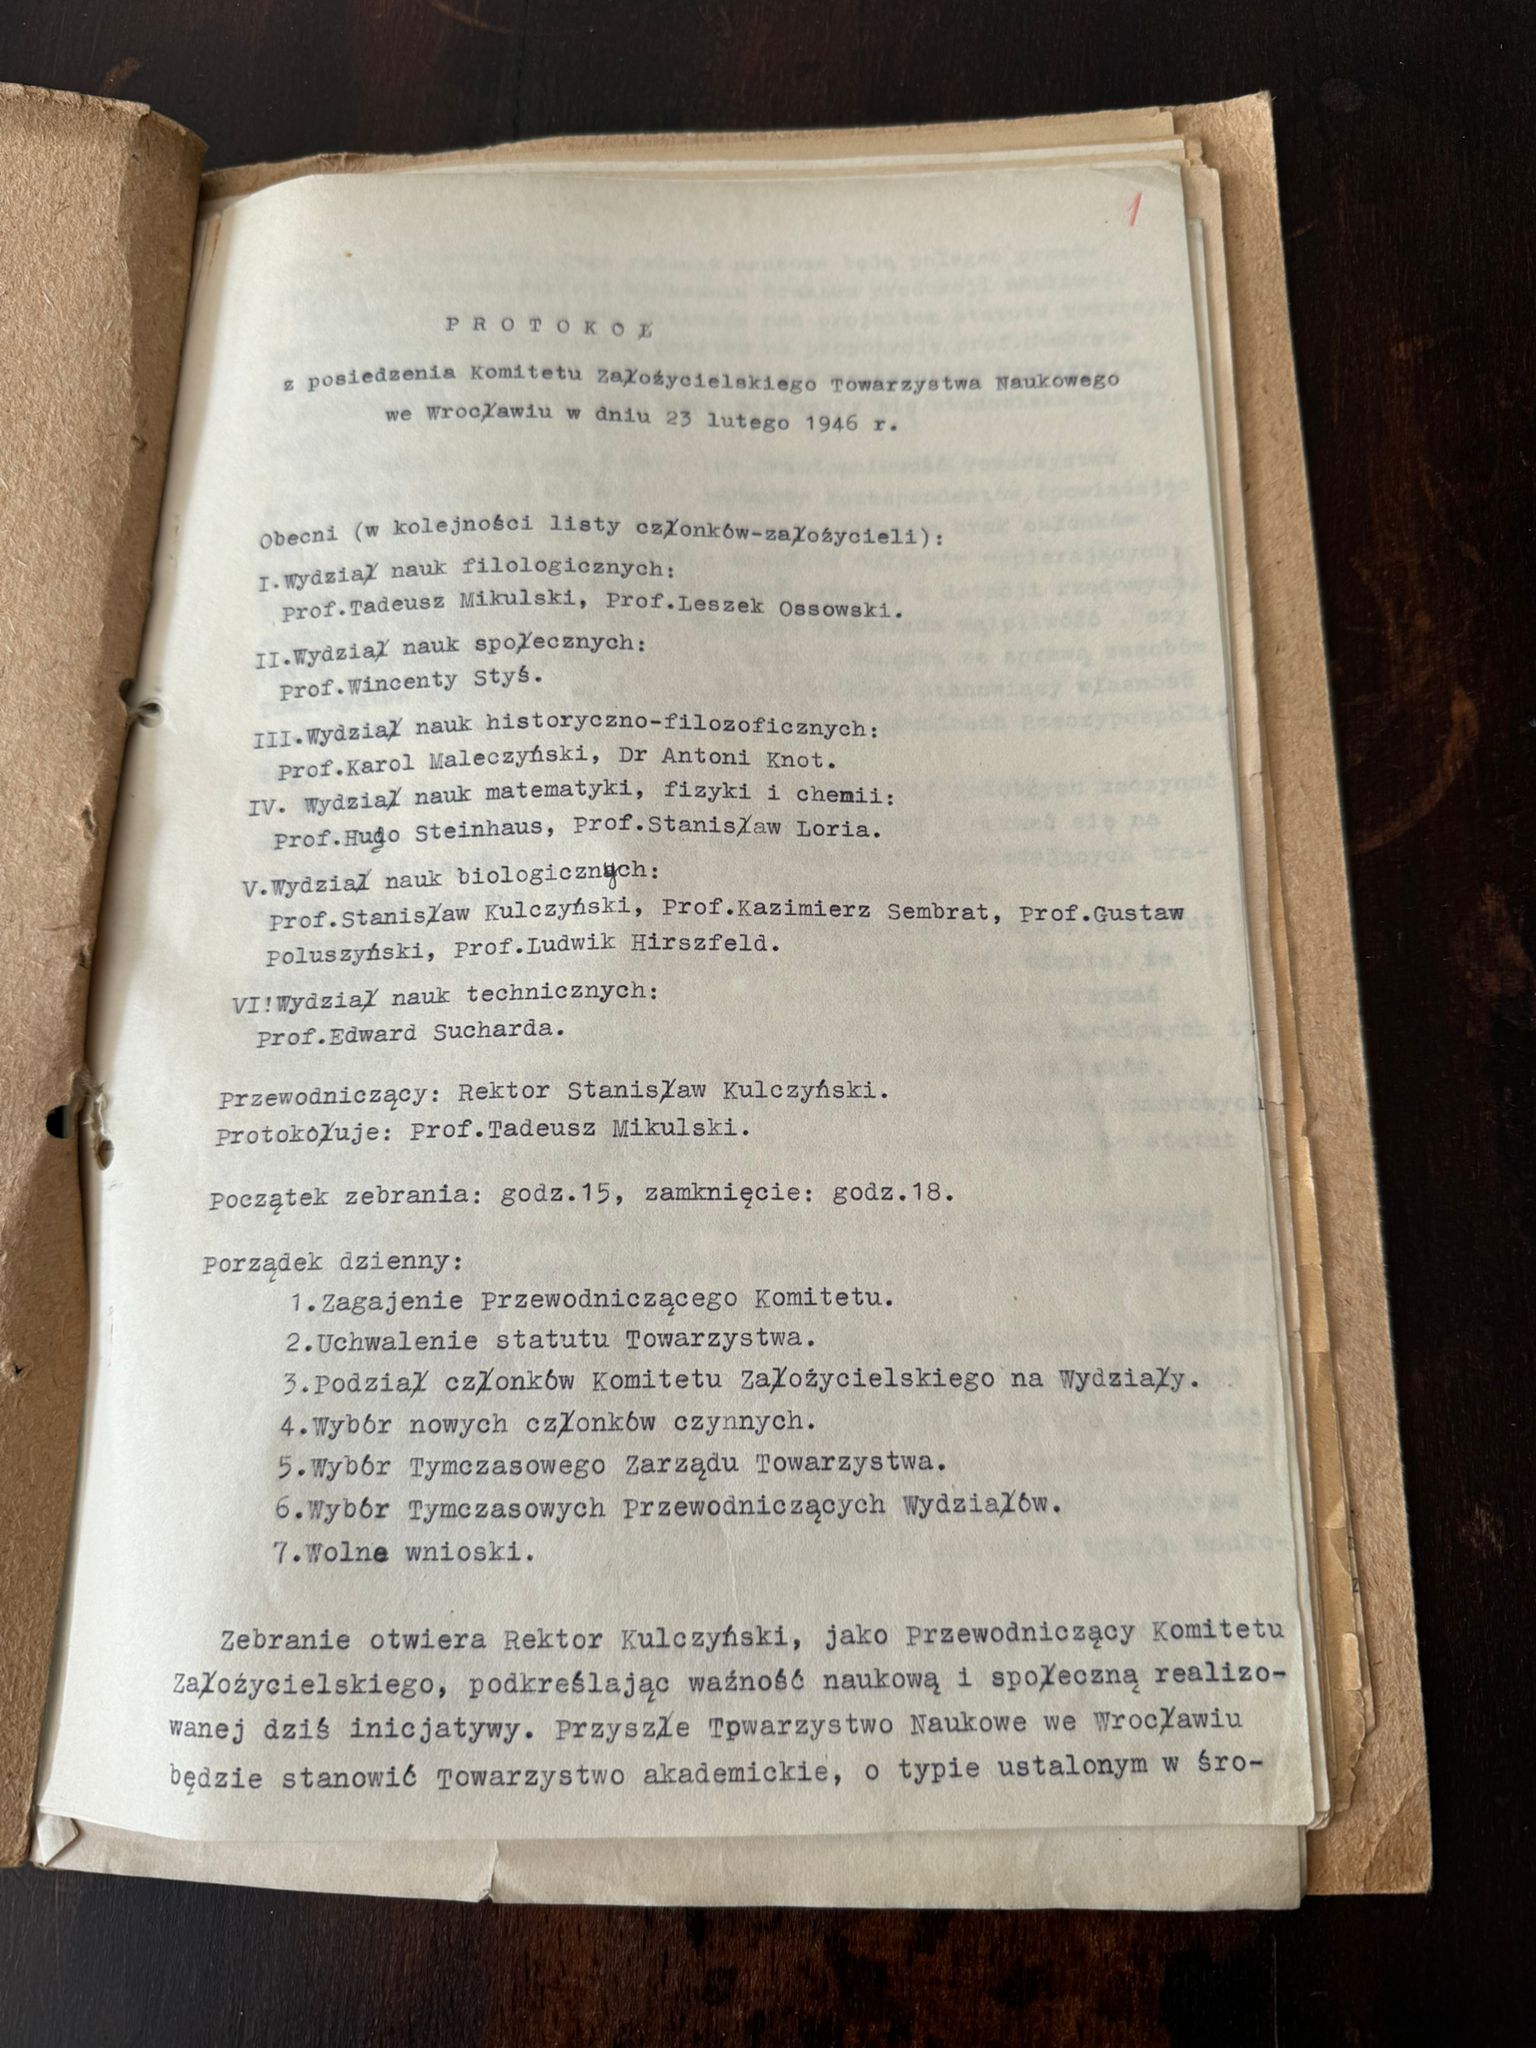 1
P R O T O K O Ł
z posiedzenia Komitetu Założycielskiego Towarzystwa Naukowego
we Wrocławiu w dniu 23 lutego 1946 r.
Obecni (w kolejności listy członków-założycieli):
I.Wydział nauk filologicznych:
Prof.Tadeusz Mikulski, Prof.Leszek Ossowski.
II.Wydział nauk społecznych:
Prof.Wincenty Styś.
III.Wydział nauk historyczno-filozoficznych:
Prof.Karol Maleczyński, Dr Antoni Knot.
IV. Wydział nauk matematyki, fizyki i chemii:
Prof.Hugo Steinhaus, Prof.Stanisław Loria.
V.Wydział nauk biologicznych:
Prof.Stanisław Kulczyński, Prof.Kazimierz Sembrat, Prof.Gustaw
Poluszyński, Prof.Ludwik Hirszfeld.
VI!Wydział nauk technicznych:
Prof.Edward Sucharda.
Przewodniczący: Rektor Stanisław Kulczyński.
Protokółuje: Prof.Tadeusz Mikulski.
Początek zebrania: godz.15, zamknięcie: godz.18.
Porządek dzienny:
1.Zagajenie Przewodniczącego Komitetu.
2.Uchwalenie statutu Towarzystwa.
3.Podział członków Komitetu Założycielskiego na Wydziały.
4.Wybór nowych członków czynnych.
5.Wybór Tymczasowego Zarządu Towarzystwa.
6.Wybór Tymczasowych Przewodniczących Wydziałów.
7.Wolne wnioski.
Zebranie otwiera Rektor Kulczyński, jako Przewodniczący Komitetu
Założycielskiego, podkreślając ważność naukową i społeczną realizo-
wanej dziś inicjatywy. Przyszłe Tpwarzystwo Naukowe we Wrocławiu
będzie stanowić Towarzystwo akademickie, o typie ustalonym w śro-